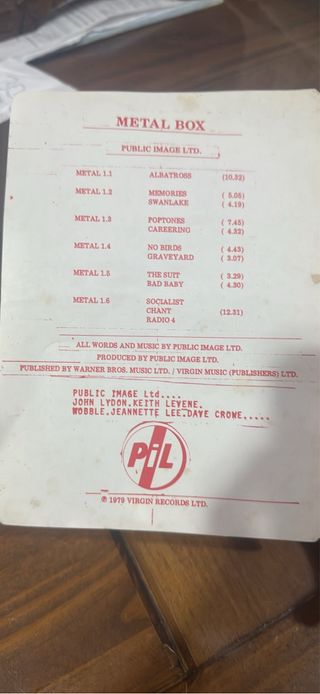 METAL BOX
PUBLIC IMAGE LTD.
METAL 1.1 ALBATROSS (10.32)
METAL 1.2 MEMORIES ( 5.05)
SWANLAKE ( 4.19)
METAL 1.3 POPTONES ( 7.45)
CAREERING ( 4.32)
METAL 1.4 NO BIRDS ( 4.43)
GRAVEYARD ( 3.07)
METAL 1.5 THE SUIT ( 3.29)
BAD BABY ( 4.30)
METAL 1.6 SOCIALIST
CHANT (12.31)
RADIO 4
ALL WORDS AND MUSIC BY PUBLIC IMAGE LTD.
PRODUCED BY PUBLIC IMAGE LTD.
PUBLISHED BY WARNER BROS. MUSIC LTD. / VIRGIN MUSIC (PUBLISHERS) LTD.
PUBLIC IMAGE Ltd....
JOHN LYDON.KEITH LEVENE.
WOBBLE.JEANNETTE LEE.DAVE CROWE.....
PiL
℗ 1979 VIRGIN RECORDS LTD.